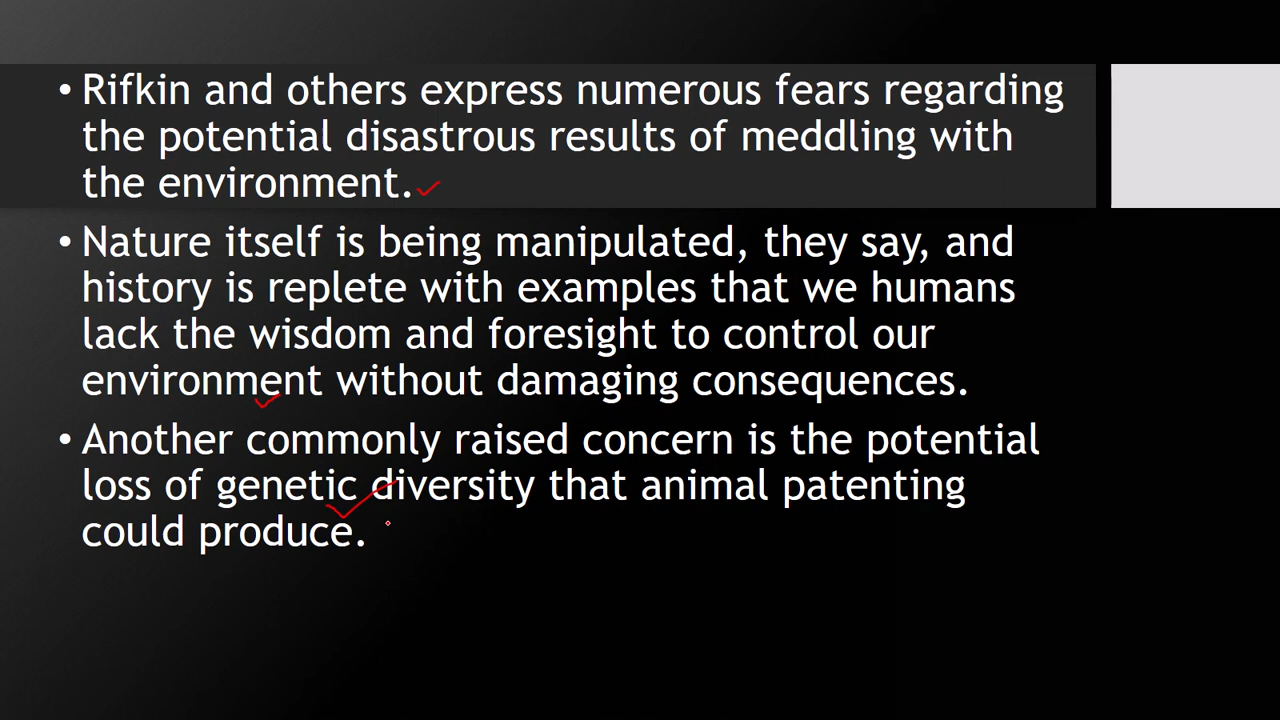 • Rifkin and others express numerous fears regarding
the potential disastrous results of meddling with
the environment.
• Nature itself is being manipulated, they say, and
history is replete with examples that we humans
lack the wisdom and foresight to control our
environment without damaging consequences.
• Another commonly raised concern is the potential
loss of genetic diversity that animal patenting
could produce.